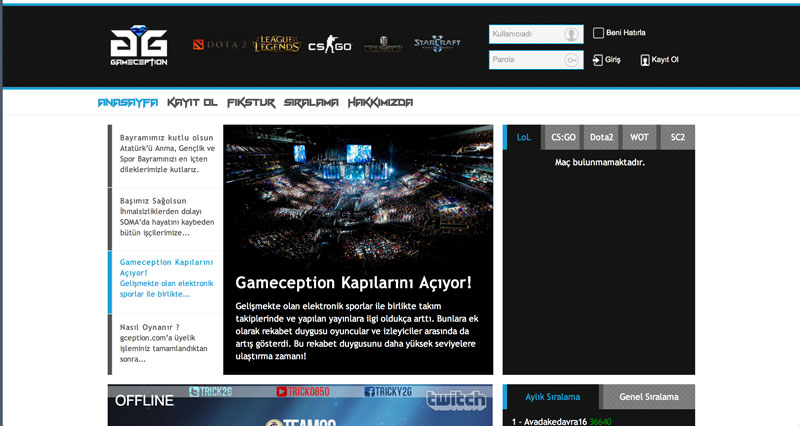 GAMECEPTION
DOTA 2
LEAGUE of LEGENDS
CS:GO
STARCRAFT
Kullanıcıadı
Beni Hatırla
Parola
Giriş
Kayıt Ol
ANASAYFA KAYIT OL FIKSTUR SIRALAMA HAKKIMIZDA
Bayramımız kutlu olsun
Atatürk'ü Anma, Gençlik ve
Spor Bayramınızı en içten
dileklerimizle kutlarız.
Başımız Sağolsun
İhmalsizliklerden dolayı
SOMA'da hayatını kaybeden
bütün işçilerimize...
Gameception Kapılarını
Açıyor!
Gelişmekte olan elektronik
sporlar ile birlikte...
Nasıl Oynanır ?
gception.com'a üyelik
işleminiz tamamlandıktan
sonra...
Gameception Kapılarını Açıyor!
Gelişmekte olan elektronik sporlar ile birlikte takım
takiplerinde ve yapılan yayınlara ilgi oldukça arttı. Bunlara ek
olarak rekabet duygusu oyuncular ve izleyiciler arasında da
artış gösterdi. Bu rekabet duygusunu daha yüksek seviyelere
ulaştırma zamanı!
LoL CS:GO Dota2 WOT SC2
Maç bulunmamaktadır.
OFFLINE
TRICK2G
TRICK0850
TRICKY2G
twitch
Aylık Sıralama Genel Sıralama
1 - Avadakedavra16 36640